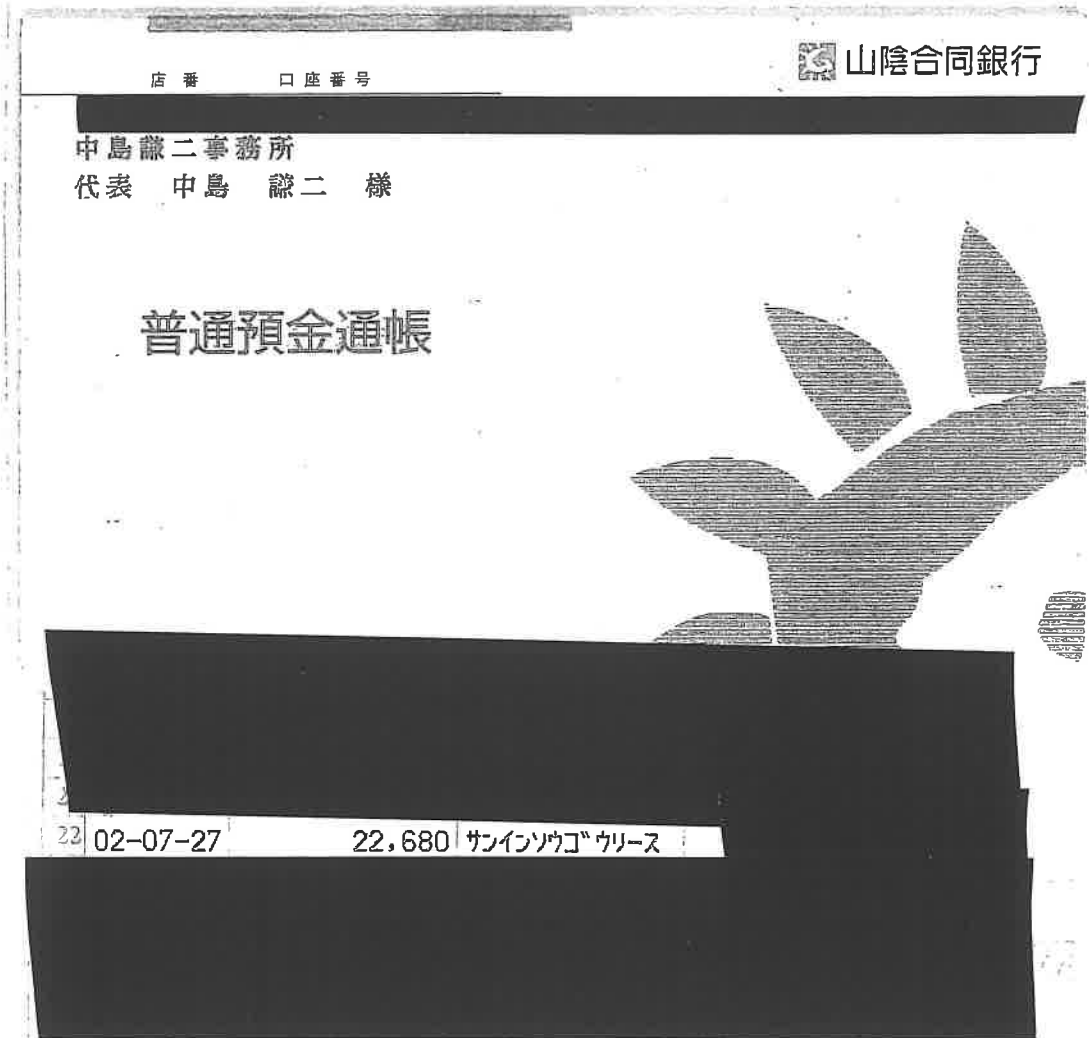 山陰合同銀行
店番 口座番号
中島謙二事務所
代表 中島 謙二 様
普通預金通帳
22 02-07-27 22,680 サンインソウゴウリース